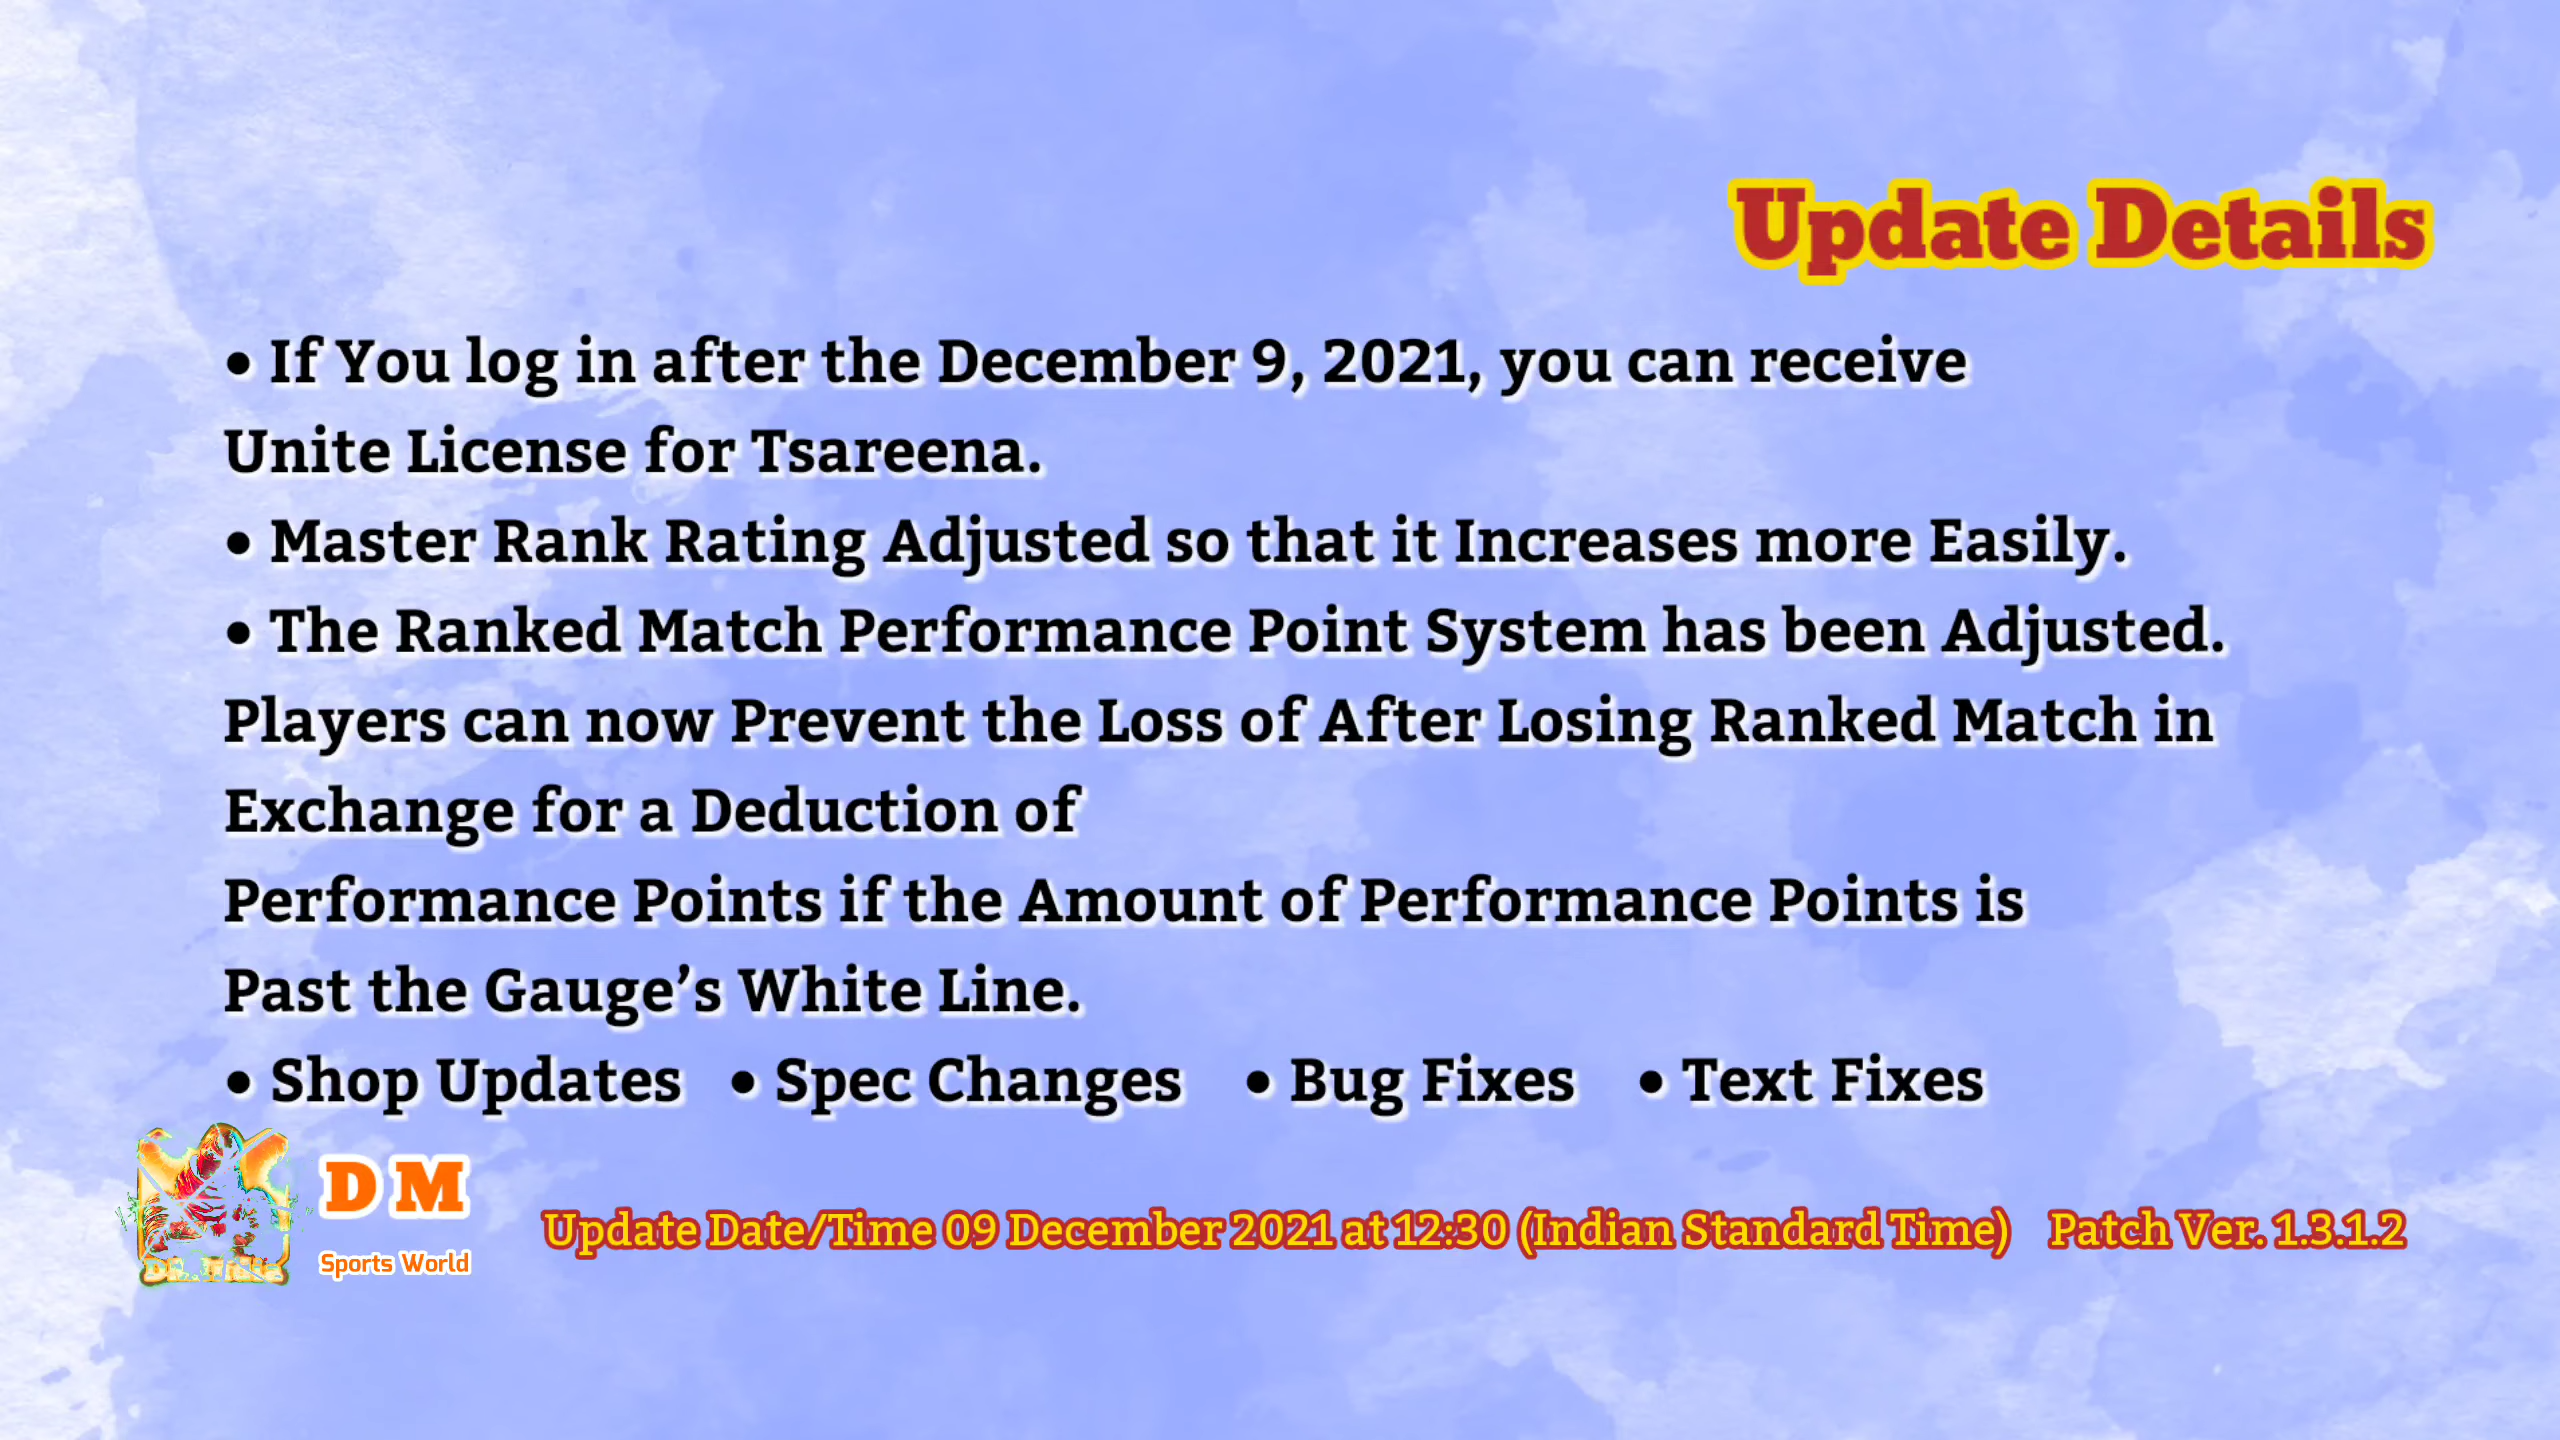 Update Details
• If You log in after the December 9, 2021, you can receive
Unite License for Tsareena.
• Master Rank Rating Adjusted so that it Increases more Easily.
• The Ranked Match Performance Point System has been Adjusted.
Players can now Prevent the Loss of After Losing Ranked Match in
Exchange for a Deduction of
Performance Points if the Amount of Performance Points is
Past the Gauge’s White Line.
• Shop Updates • Spec Changes • Bug Fixes • Text Fixes
D M
Sports World
Update Date/Time 09 December 2021 at 12:30 (Indian Standard Time) Patch Ver. 1.3.1.2